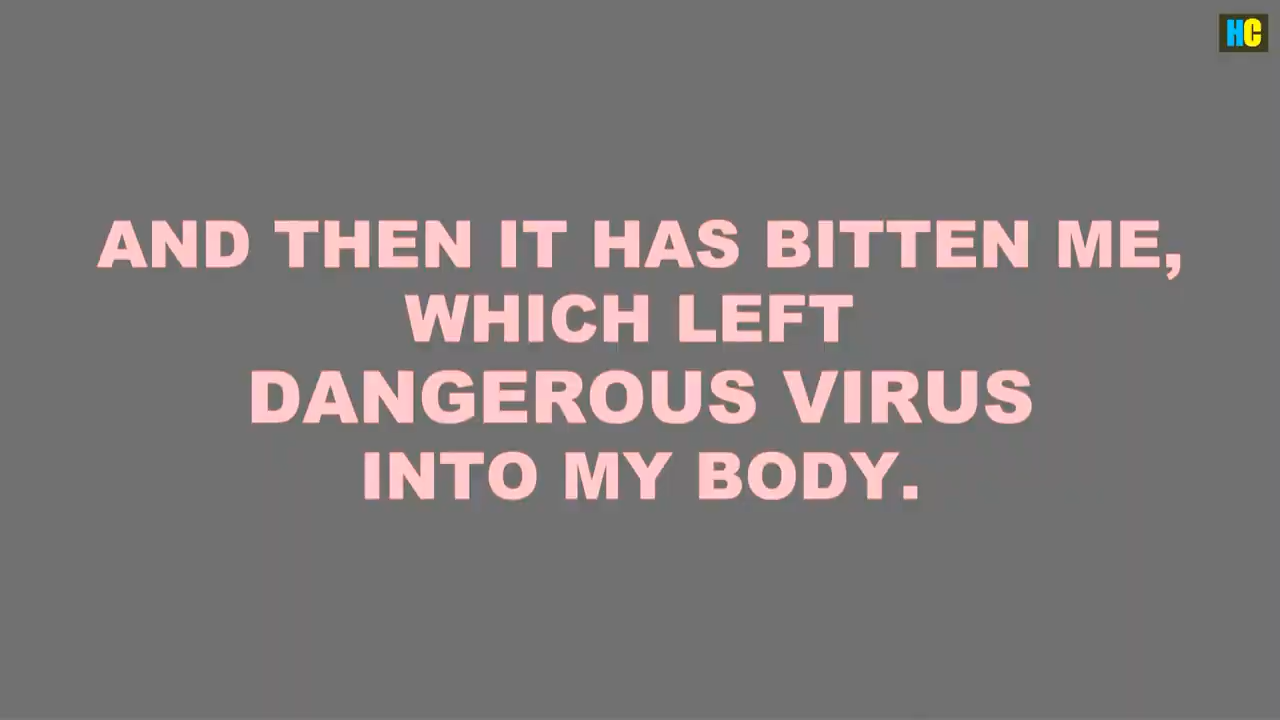 HC
AND THEN IT HAS BITTEN ME,
WHICH LEFT
DANGEROUS VIRUS
INTO MY BODY.